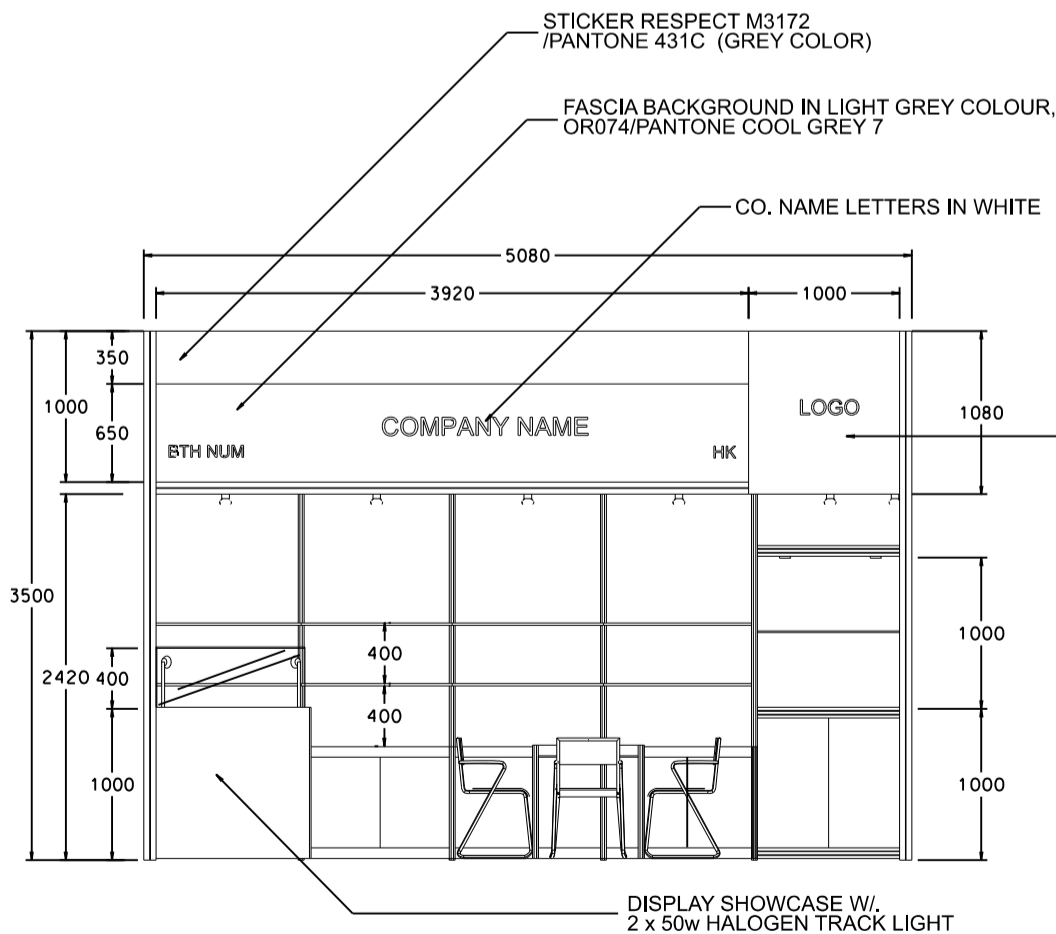 STICKER RESPECT M3172
/PANTONE 431C (GREY COLOR)
FASCIA BACKGROUND IN LIGHT GREY COLOUR,
OR074/PANTONE COOL GREY 7
CO. NAME LETTERS IN WHITE
5080
3920
1000
350
1000
650
COMPANY NAME
BTH NUM
HK
LOGO
1080
3500
2420
400
400
400
1000
1000
1000
DISPLAY SHOWCASE W/.
2 x 50w HALOGEN TRACK LIGHT